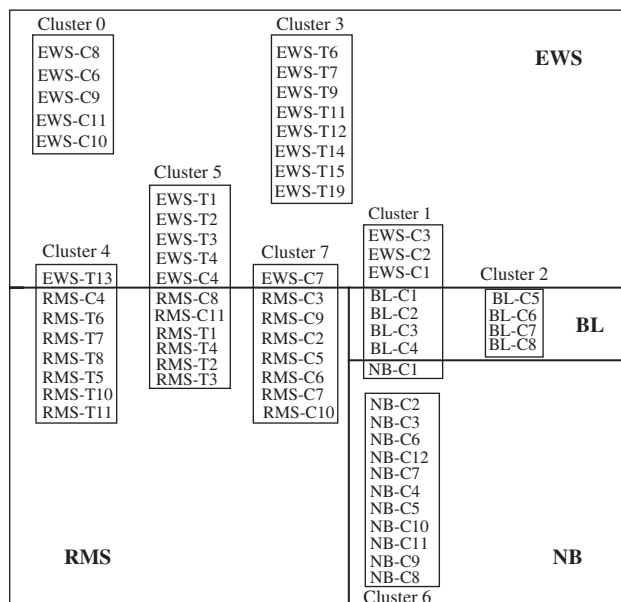 Cluster 0
EWS-C8
EWS-C6
EWS-C9
EWS-C11
EWS-C10
Cluster 3
EWS-T6
EWS-T7
EWS-T9
EWS-T11
EWS-T12
EWS-T14
EWS-T15
EWS-T19
EWS
Cluster 5
EWS-T1
EWS-T2
EWS-T3
EWS-T4
EWS-C4
RMS-C8
RMS-C11
RMS-T1
RMS-T4
RMS-T2
RMS-T3
Cluster 4
EWS-T13
RMS-C4
RMS-T6
RMS-T7
RMS-T8
RMS-T5
RMS-T10
RMS-T11
Cluster 7
EWS-C7
RMS-C3
RMS-C9
RMS-C2
RMS-C5
RMS-C6
RMS-C7
RMS-C10
Cluster 1
EWS-C3
EWS-C2
EWS-C1
BL-C1
BL-C2
BL-C3
BL-C4
NB-C1
Cluster 2
BL-C5
BL-C6
BL-C7
BL-C8
BL
NB-C2
NB-C3
NB-C6
NB-C12
NB-C7
NB-C4
NB-C5
NB-C10
NB-C11
NB-C9
NB-C8
Cluster 6
RMS
NB